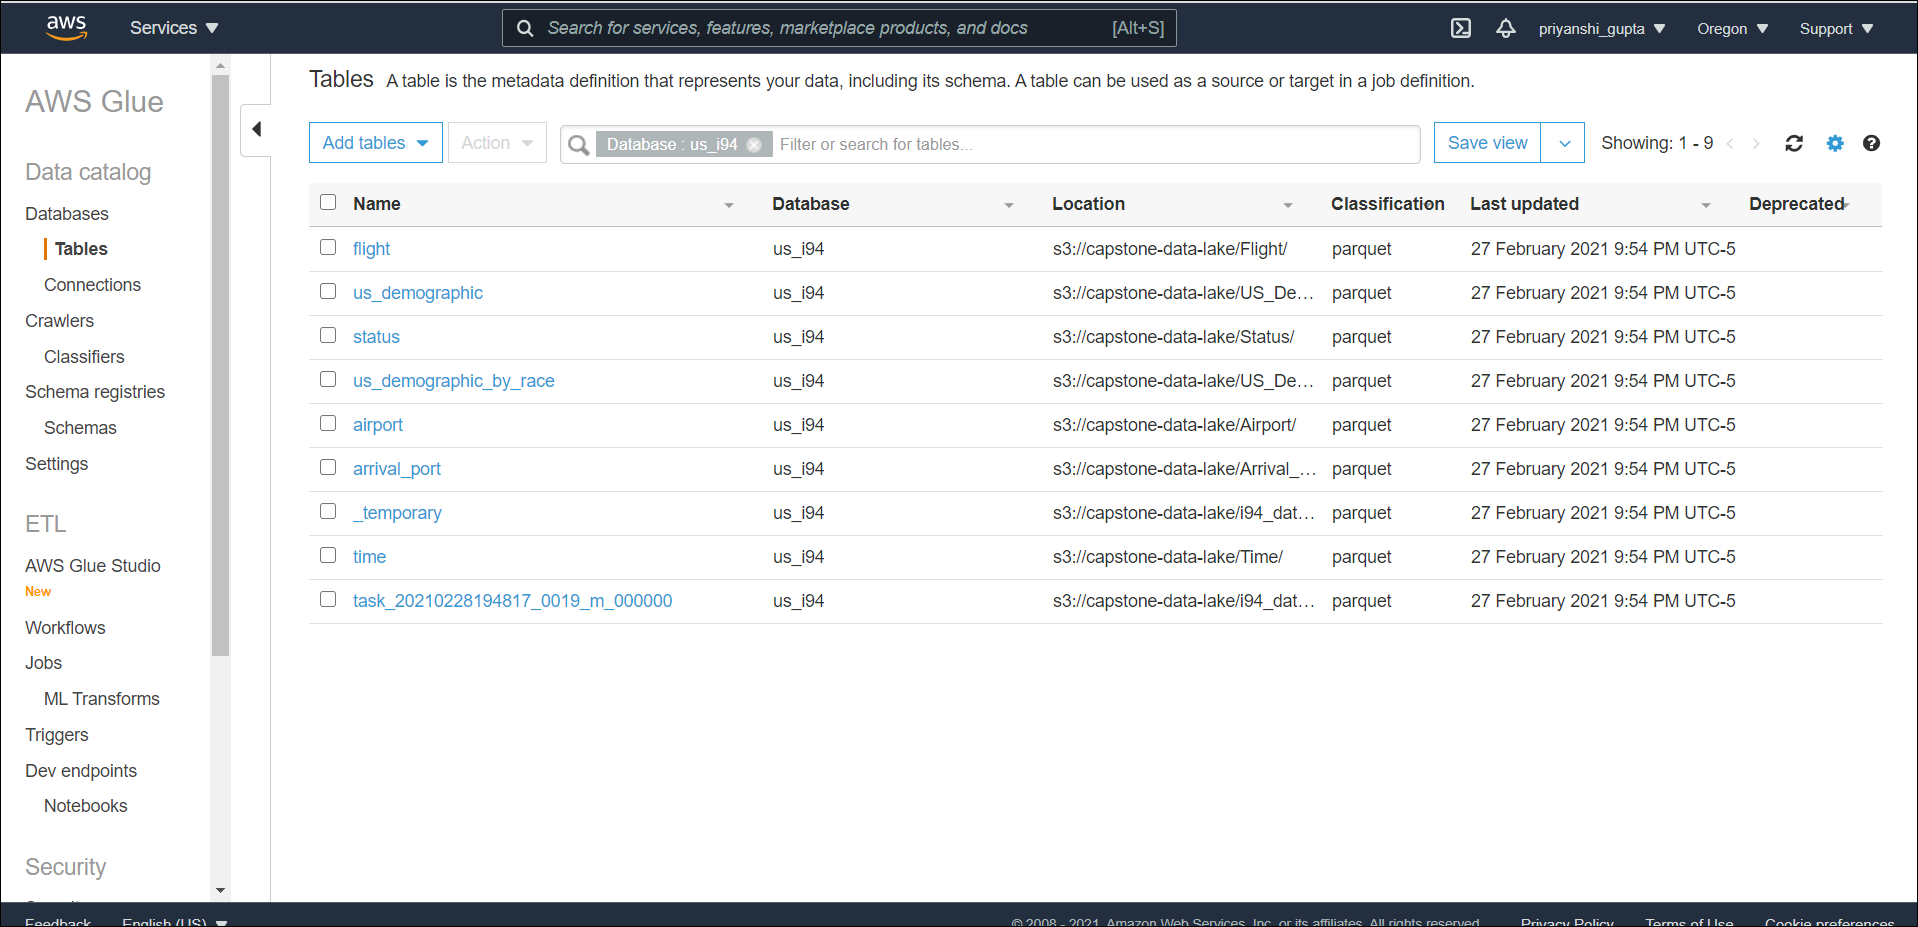 aws Services Search for services, features, marketplace products, and docs [Alt+S] priyanshi_gupta Oregon Support
AWS Glue
Data catalog
Databases
Tables
Connections
Crawlers
Classifiers
Schema registries
Schemas
Settings
ETL
AWS Glue Studio
New
Workflows
Jobs
ML Transforms
Triggers
Dev endpoints
Notebooks
Security
Tables A table is the metadata definition that represents your data, including its schema. A table can be used as a source or target in a job definition.
Add tables Action Database : us_i94 Filter or search for tables... Save view Showing: 1 - 9
Name Database Location Classification Last updated Deprecated
flight us_i94 s3://capstone-data-lake/Flight/ parquet 27 February 2021 9:54 PM UTC-5
us_demographic us_i94 s3://capstone-data-lake/US_De... parquet 27 February 2021 9:54 PM UTC-5
status us_i94 s3://capstone-data-lake/Status/ parquet 27 February 2021 9:54 PM UTC-5
us_demographic_by_race us_i94 s3://capstone-data-lake/US_De... parquet 27 February 2021 9:54 PM UTC-5
airport us_i94 s3://capstone-data-lake/Airport/ parquet 27 February 2021 9:54 PM UTC-5
arrival_port us_i94 s3://capstone-data-lake/Arrival_... parquet 27 February 2021 9:54 PM UTC-5
_temporary us_i94 s3://capstone-data-lake/i94_dat... parquet 27 February 2021 9:54 PM UTC-5
time us_i94 s3://capstone-data-lake/Time/ parquet 27 February 2021 9:54 PM UTC-5
task_20210228194817_0019_m_000000 us_i94 s3://capstone-data-lake/i94_dat... parquet 27 February 2021 9:54 PM UTC-5
Feedback English (US) © 2008 - 2021, Amazon Web Services, Inc. or its affiliates. All rights reserved. Privacy Policy Terms of Use Cookie preferences